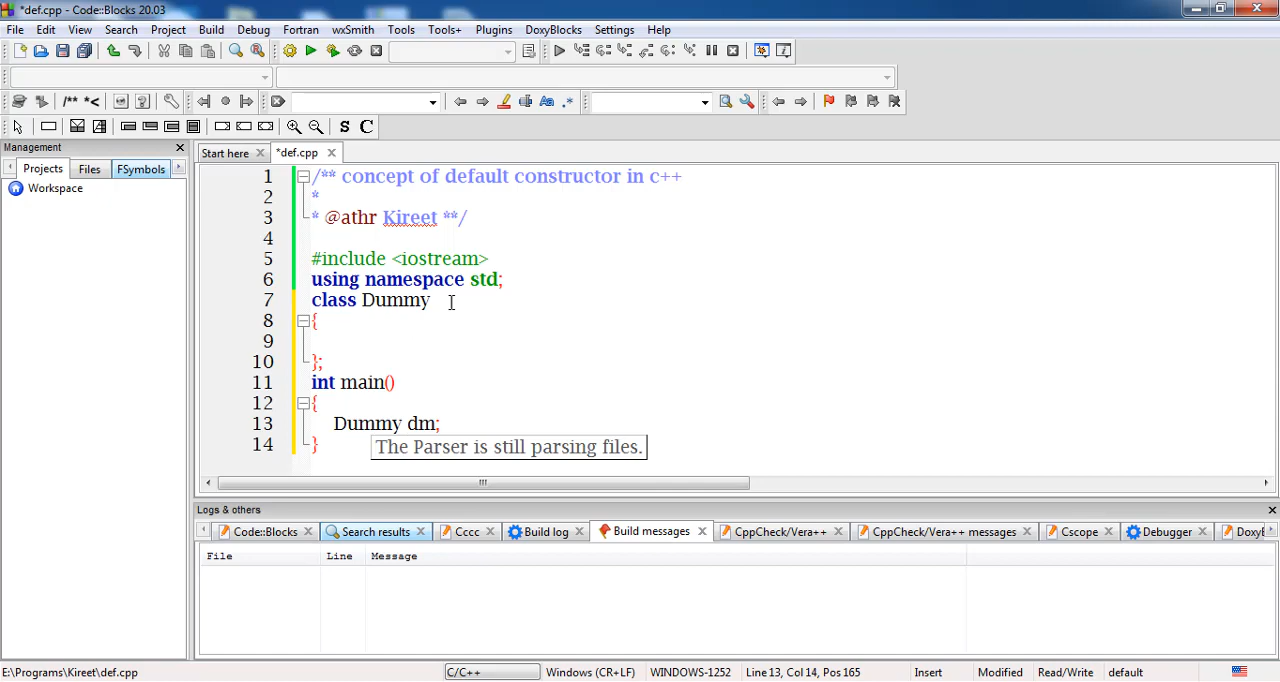 *def.cpp - Code::Blocks 20.03
File Edit View Search Project Build Debug Fortran wxSmith Tools Tools+ Plugins DoxyBlocks Settings Help
/** *<
Aa .*
S C
Management
Projects Files FSymbols
Workspace
Start here *def.cpp
1 /** concept of default constructor in c++
2 *
3 * @athr Kireet **/
4
5 #include <iostream>
6 using namespace std;
7 class Dummy
8 {
9
10 };
11 int main()
12 {
13 Dummy dm;
14 }
The Parser is still parsing files.
Logs & others
Code::Blocks Search results Cccc Build log Build messages CppCheck/Vera++ CppCheck/Vera++ messages Cscope Debugger DoxyB
File Line Message
E:\Programs\Kireet\def.cpp C/C++ Windows (CR+LF) WINDOWS-1252 Line 13, Col 14, Pos 165 Insert Modified Read/Write default